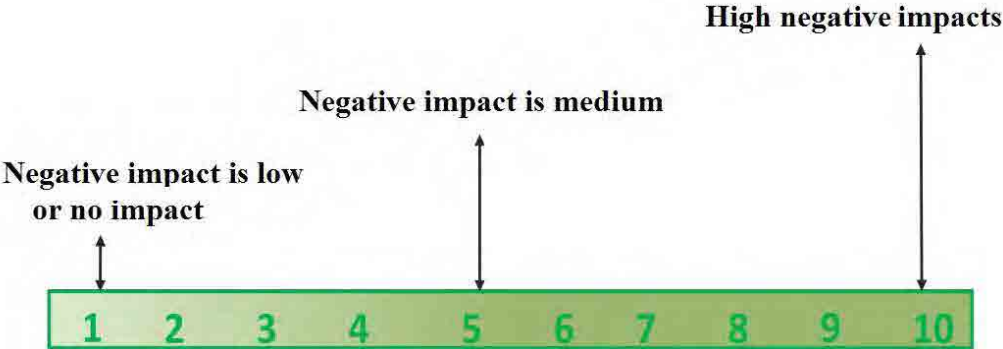 High negative impacts
Negative impact is medium
Negative impact is low
or no impact
1 2 3 4 5 6 7 8 9 10